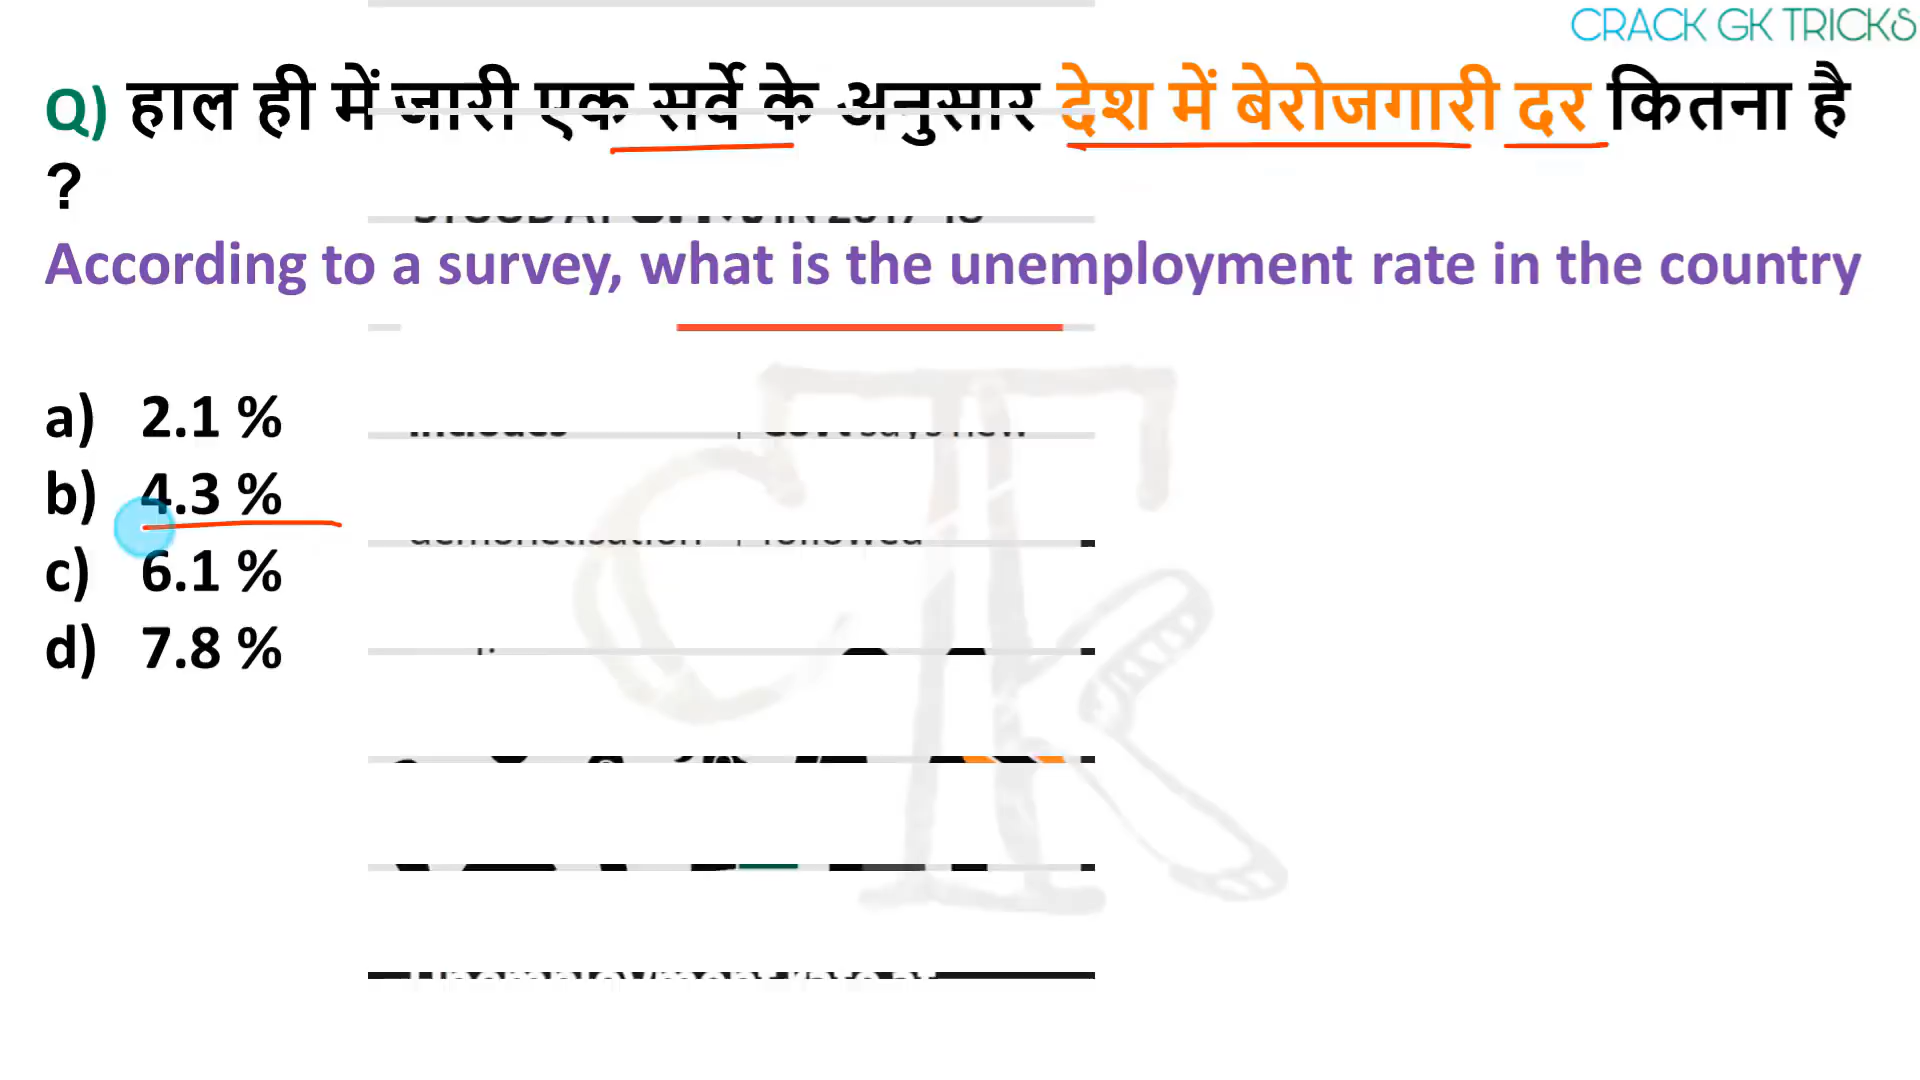 CRACK GK TRICKS
Q) हाल ही में जारी एक सर्वे के अनुसार देश में बेरोजगारी दर कितना है
?
According to a survey, what is the unemployment rate in the country
a) 2.1 %
b) 4.3 %
c) 6.1 %
d) 7.8 %